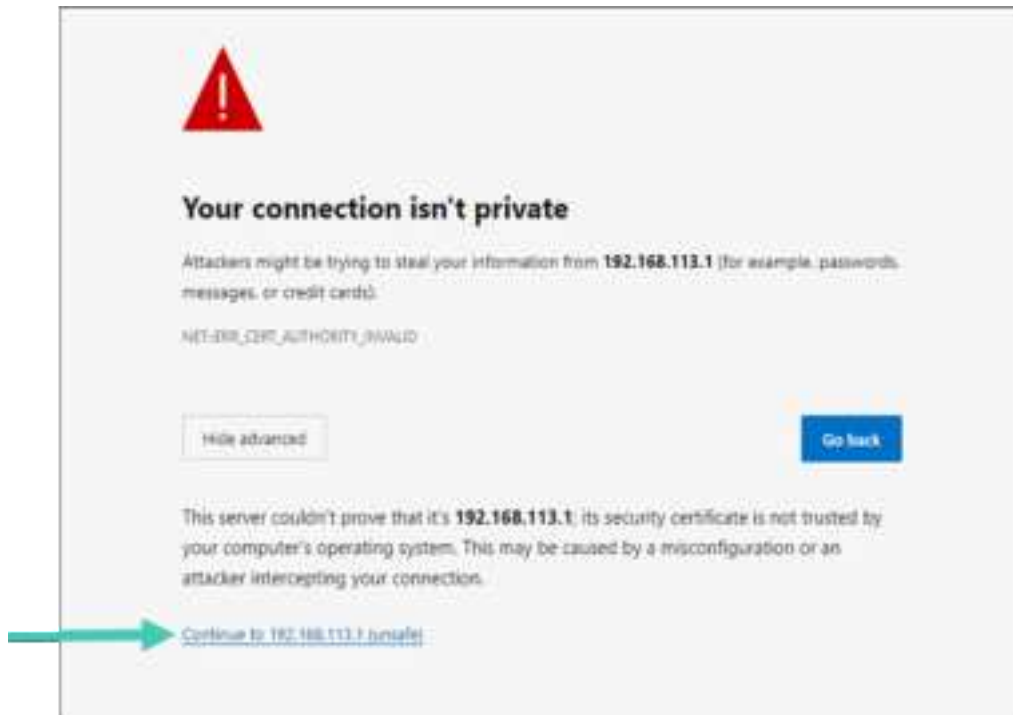 Your connection isn't private
Attackers might be trying to steal your information from 192.168.113.1 (for example, passwords,
messages, or credit cards).
NET::ERR_CERT_AUTHORITY_INVALID
Hide advanced
Go back
This server couldn't prove that it's 192.168.113.1; its security certificate is not trusted by
your computer's operating system. This may be caused by a misconfiguration or an
attacker intercepting your connection.
Continue to 192.168.113.1 (unsafe)